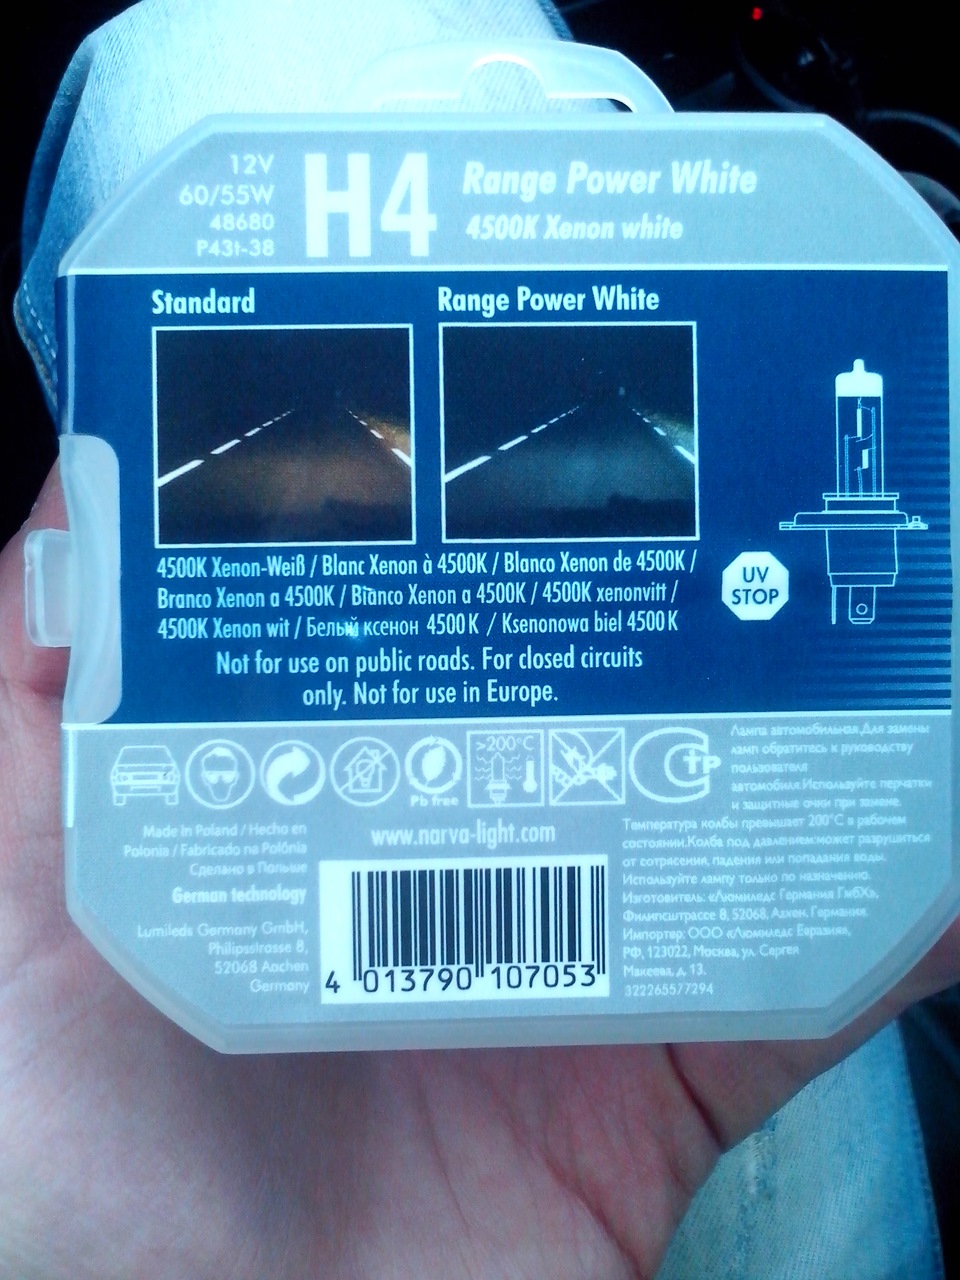 12V
60/55W
48680
P43t-38
H4
Range Power White
4500K Xenon white
Standard
Range Power White
4500K Xenon-Weiß / Blanc Xenon à 4500K / Blanco Xenon de 4500K /
Branco Xenon a 4500K / Bianco Xenon a 4500K / 4500K xenonvitt /
4500K Xenon wit / Белый ксенон 4500 K / Ksenonowa biel 4500 K
Not for use on public roads. For closed circuits
only. Not for use in Europe.
UV
STOP
>200°C
Pb free
CTP
Лампа автомобильная.Для замены
ламп обратитесь к руководству
пользователя
автомобиля.Используйте перчатки
и защитные очки при замене.
Температура колбы превышает 200°C в рабочем
состоянии.Колба под давлением:может разрушиться
от сотрясения, падения или попадания воды.
Используйте лампу только по назначению.
Изготовитель: «Люмиледс Германия ГмбХ»,
Филипсштрассе 8, 52068, Аахен, Германия.
Импортер: ООО «Люмиледс Евразия»,
РФ, 123022, Москва, ул. Сергея
Макеева, д. 13.
322265577294
Made in Poland / Hecho en
Polonia / Fabricado na Polônia
Сделано в Польше
German technology
Lumileds Germany GmbH,
Philipsstrasse 8,
52068 Aachen
Germany
www.narva-light.com
4 013790 107053